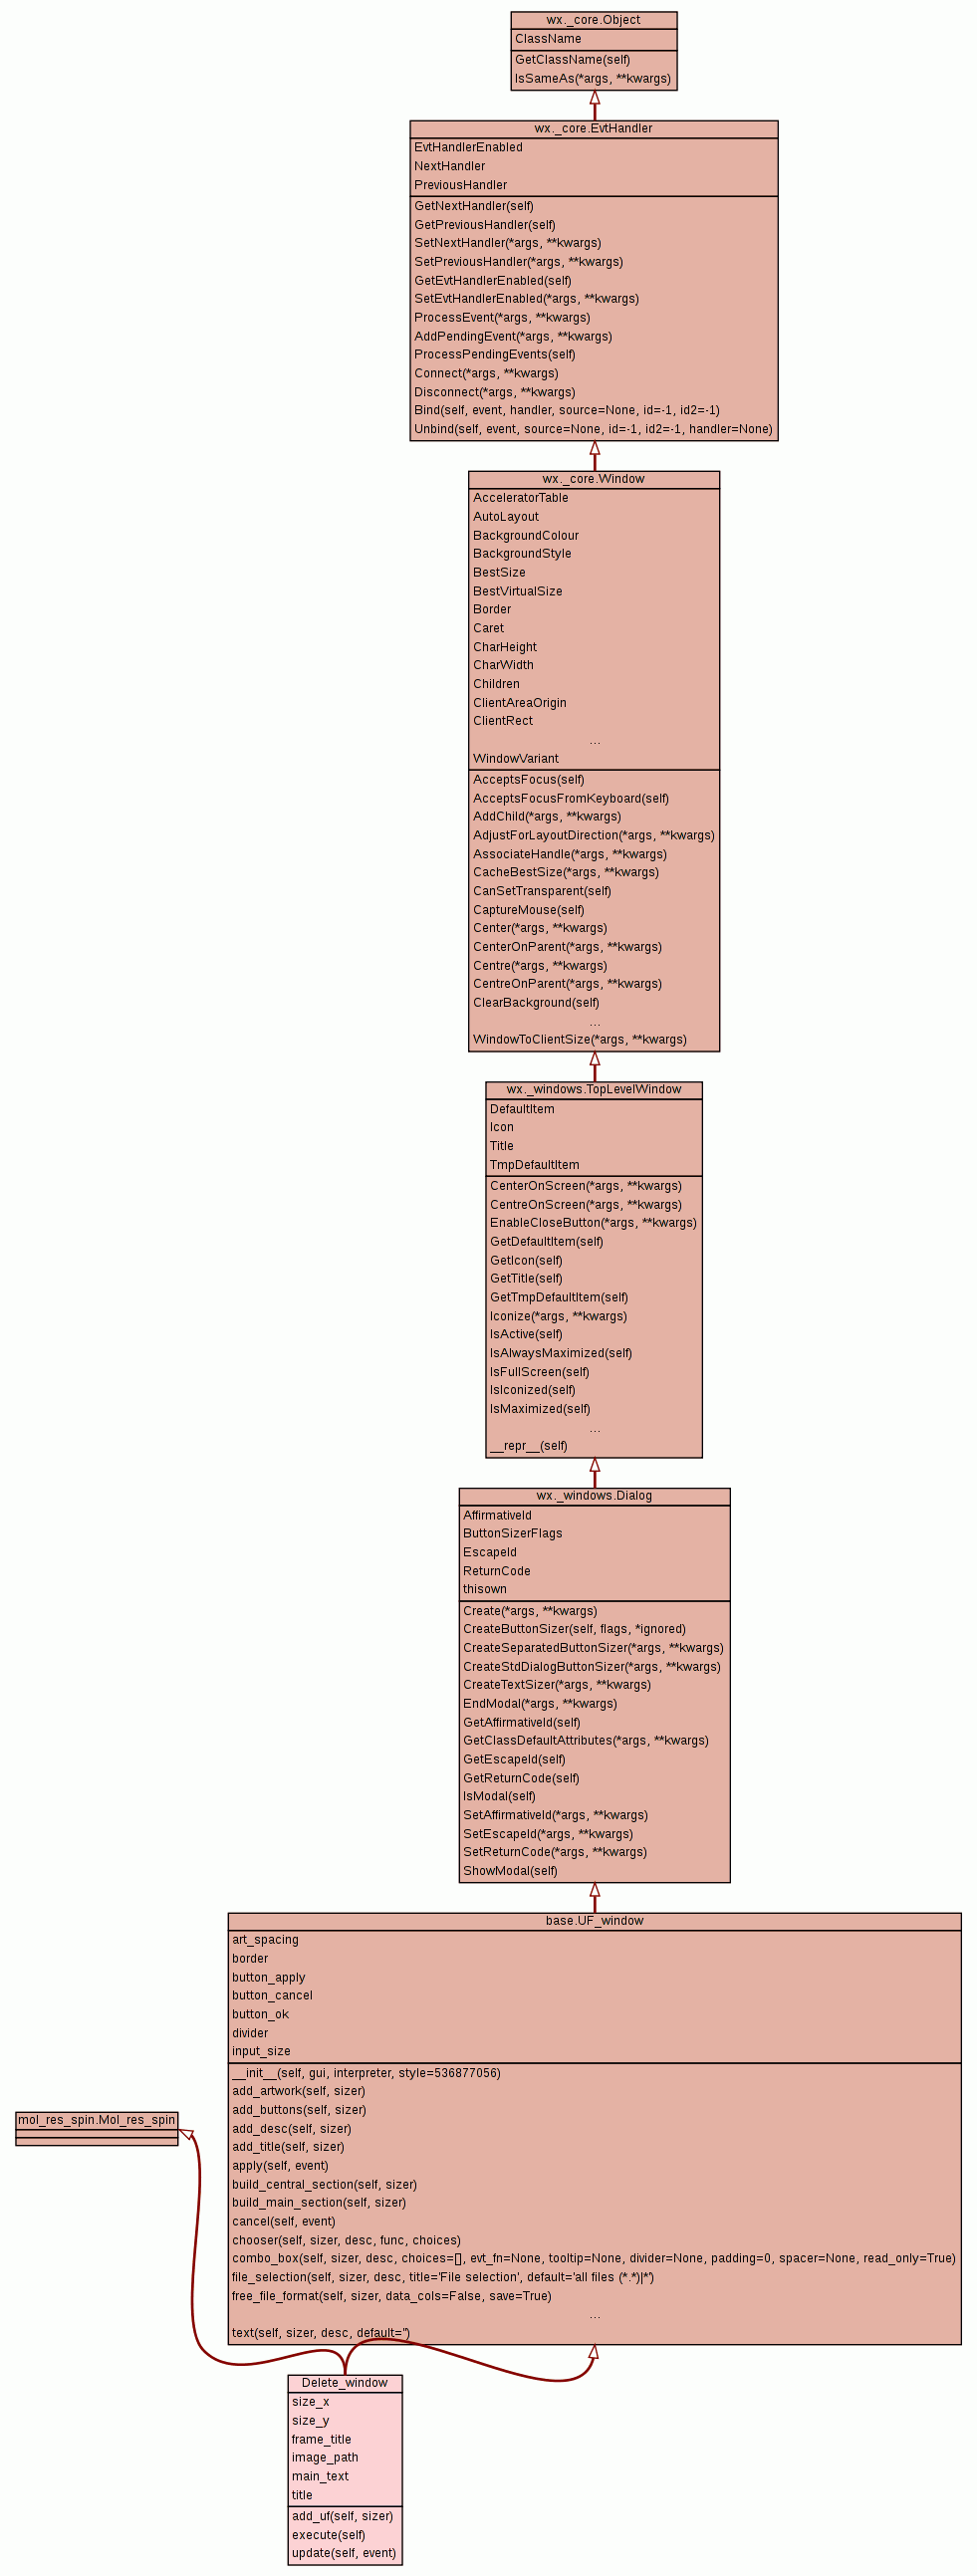 wx._core.Object
ClassName
GetClassName(self)
IsSameAs(*args, **kwargs)
wx._core.EvtHandler
EvtHandlerEnabled
NextHandler
PreviousHandler
GetNextHandler(self)
GetPreviousHandler(self)
SetNextHandler(*args, **kwargs)
SetPreviousHandler(*args, **kwargs)
GetEvtHandlerEnabled(self)
SetEvtHandlerEnabled(*args, **kwargs)
ProcessEvent(*args, **kwargs)
AddPendingEvent(*args, **kwargs)
ProcessPendingEvents(self)
Connect(*args, **kwargs)
Disconnect(*args, **kwargs)
Bind(self, event, handler, source=None, id=-1, id2=-1)
Unbind(self, event, source=None, id=-1, id2=-1, handler=None)
wx._core.Window
AcceleratorTable
AutoLayout
BackgroundColour
BackgroundStyle
BestSize
BestVirtualSize
Border
Caret
CharHeight
CharWidth
Children
ClientAreaOrigin
ClientRect
...
WindowVariant
AcceptsFocus(self)
AcceptsFocusFromKeyboard(self)
AddChild(*args, **kwargs)
AdjustForLayoutDirection(*args, **kwargs)
AssociateHandle(*args, **kwargs)
CacheBestSize(*args, **kwargs)
CanSetTransparent(self)
CaptureMouse(self)
Center(*args, **kwargs)
CenterOnParent(*args, **kwargs)
Centre(*args, **kwargs)
CentreOnParent(*args, **kwargs)
ClearBackground(self)
...
WindowToClientSize(*args, **kwargs)
wx._windows.TopLevelWindow
DefaultItem
Icon
Title
TmpDefaultItem
CenterOnScreen(*args, **kwargs)
CentreOnScreen(*args, **kwargs)
EnableCloseButton(*args, **kwargs)
GetDefaultItem(self)
GetIcon(self)
GetTitle(self)
GetTmpDefaultItem(self)
Iconize(*args, **kwargs)
IsActive(self)
IsAlwaysMaximized(self)
IsFullScreen(self)
IsIconized(self)
IsMaximized(self)
...
__repr__(self)
wx._windows.Dialog
AffirmativeId
ButtonSizerFlags
EscapeId
ReturnCode
thisown
Create(*args, **kwargs)
CreateButtonSizer(self, flags, *ignored)
CreateSeparatedButtonSizer(*args, **kwargs)
CreateStdDialogButtonSizer(*args, **kwargs)
CreateTextSizer(*args, **kwargs)
EndModal(*args, **kwargs)
GetAffirmativeId(self)
GetClassDefaultAttributes(*args, **kwargs)
GetEscapeId(self)
GetReturnCode(self)
IsModal(self)
SetAffirmativeId(*args, **kwargs)
SetEscapeId(*args, **kwargs)
SetReturnCode(*args, **kwargs)
ShowModal(self)
base.UF_window
art_spacing
border
button_apply
button_cancel
button_ok
divider
input_size
__init__(self, gui, interpreter, style=536877056)
add_artwork(self, sizer)
add_buttons(self, sizer)
add_desc(self, sizer)
add_title(self, sizer)
apply(self, event)
build_central_section(self, sizer)
build_main_section(self, sizer)
cancel(self, event)
chooser(self, sizer, desc, func, choices)
combo_box(self, sizer, desc, choices=[], evt_fn=None, tooltip=None, divider=None, padding=0, spacer=None, read_only=True)
file_selection(self, sizer, desc, title='File selection', default='all files (*.*)|*')
free_file_format(self, sizer, data_cols=False, save=True)
...
text(self, sizer, desc, default='')
mol_res_spin.Mol_res_spin
Delete_window
size_x
size_y
frame_title
image_path
main_text
title
add_uf(self, sizer)
execute(self)
update(self, event)